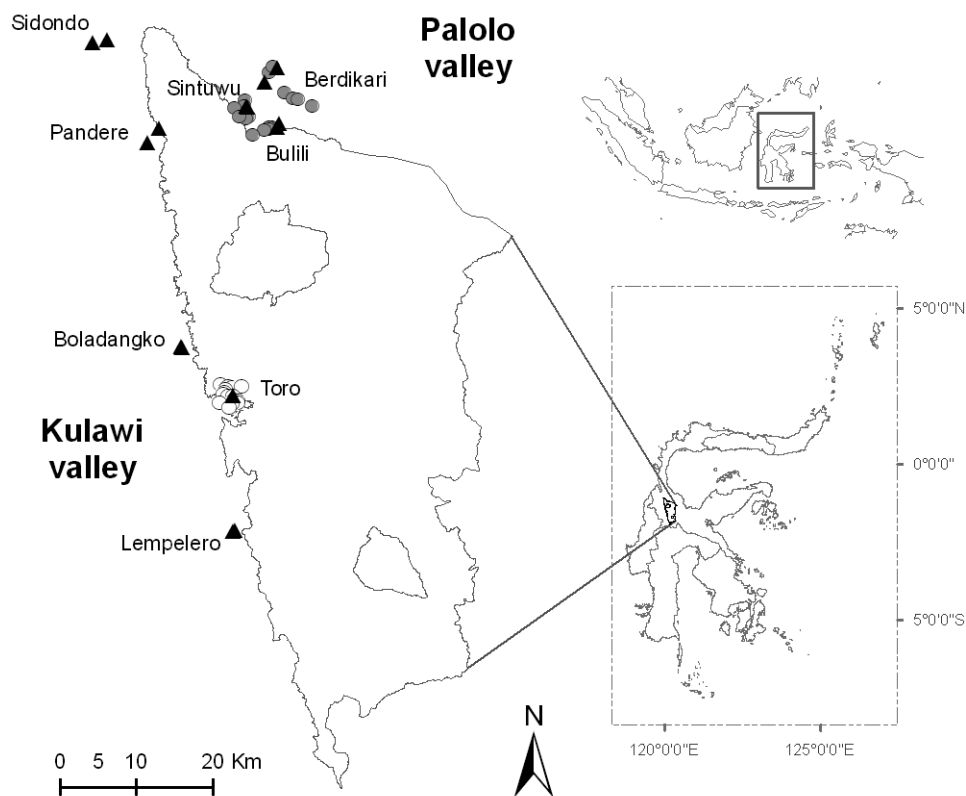 Sidondo
Palolo
valley
Sintuwu
Berdikari
Pandere
Bulili
5°0'0"N
Boladangko
Toro
Kulawi
valley
0°0'0"
Lempelero
5°0'0"S
N
0 5 10 20 Km
120°0'0"E
125°0'0"E